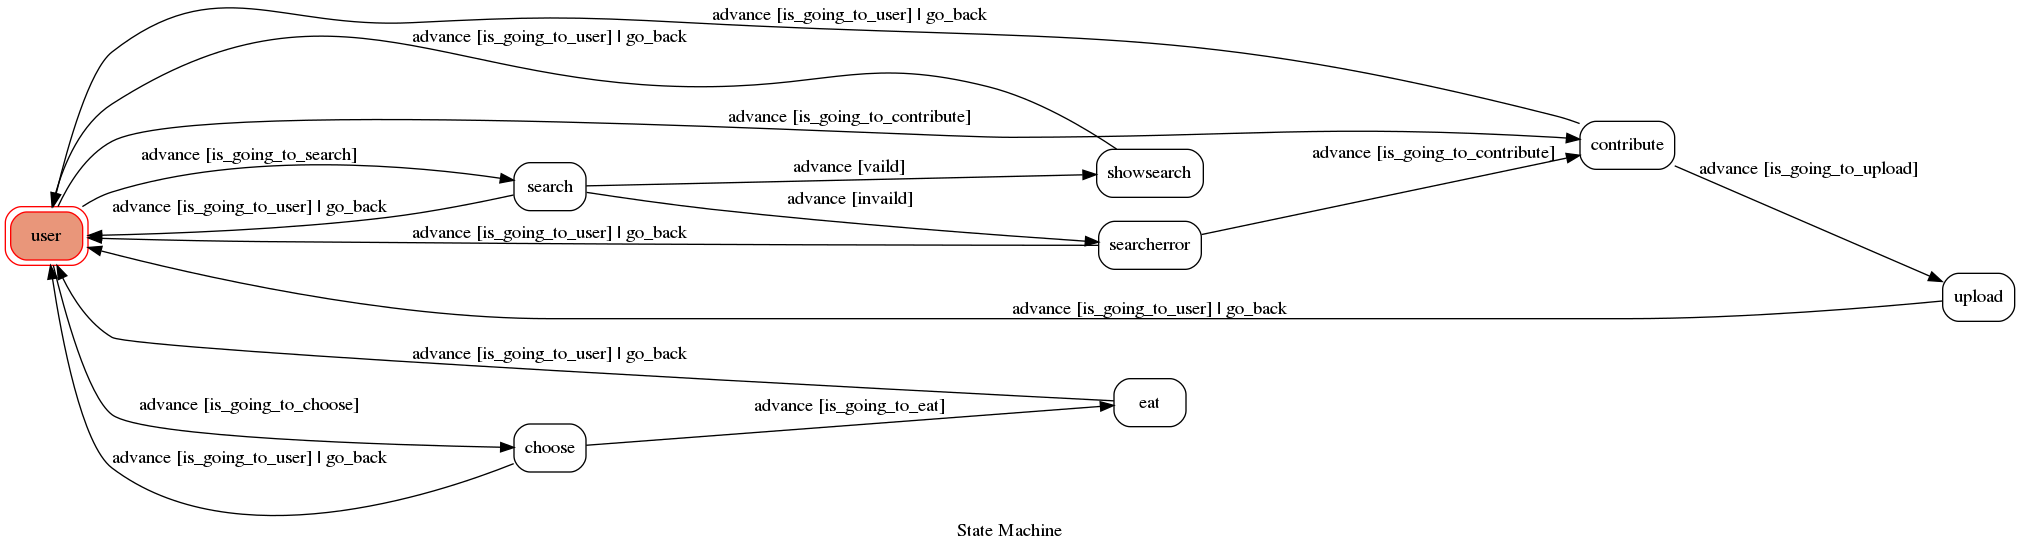 advance [is_going_to_user] | go_back
advance [is_going_to_user] | go_back
advance [is_going_to_contribute]
contribute
advance [is_going_to_search]
advance [is_going_to_contribute]
advance [vaild]
showsearch
advance [is_going_to_upload]
search
advance [invaild]
advance [is_going_to_user] | go_back
user
advance [is_going_to_user] | go_back
searcherror
upload
advance [is_going_to_user] | go_back
advance [is_going_to_user] | go_back
eat
advance [is_going_to_choose]
advance [is_going_to_eat]
choose
advance [is_going_to_user] | go_back
State Machine